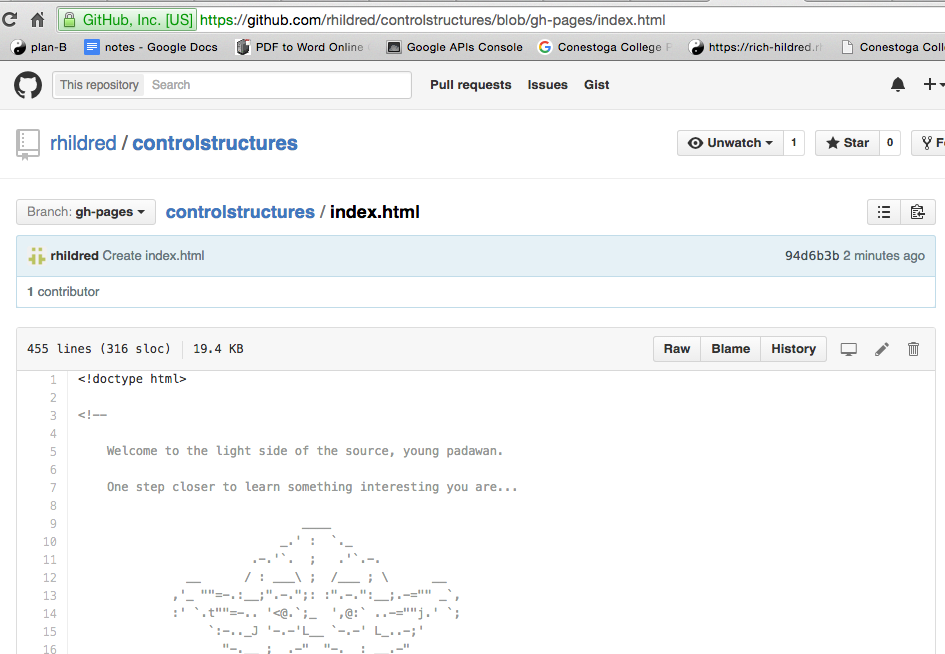 GitHub, Inc. [US] https://github.com/rhildred/controlstructures/blob/gh-pages/index.html
plan-B notes - Google Docs PDF to Word Online Google APIs Console Conestoga College https://rich-hildred.r Conestoga Coll
This repository Search Pull requests Issues Gist
rhildred / controlstructures Unwatch 1 Star 0
Branch: gh-pages controlstructures / index.html
rhildred Create index.html 94d6b3b 2 minutes ago
1 contributor
455 lines (316 sloc) 19.4 KB Raw Blame History
1 <!doctype html>
2
3 <!--
4
5 Welcome to the light side of the source, young padawan.
6
7 One step closer to learn something interesting you are...
8
9 ____
10 _.' : `._
11 .-.'`. ; .'`.-.
12 __ / : ___\ ; /___ ; \ __
13 ,'_ ""=-.:__;".-.";: :".-.":__;.-="" _`,
14 :' `.t""=-.. '<@.`;_ ',@:` ..-=""j.' `;
15 `:-.._J '-.-'L__ `-.-' L_..-;'
16 "-.__ ; .-" "-. : __.-"